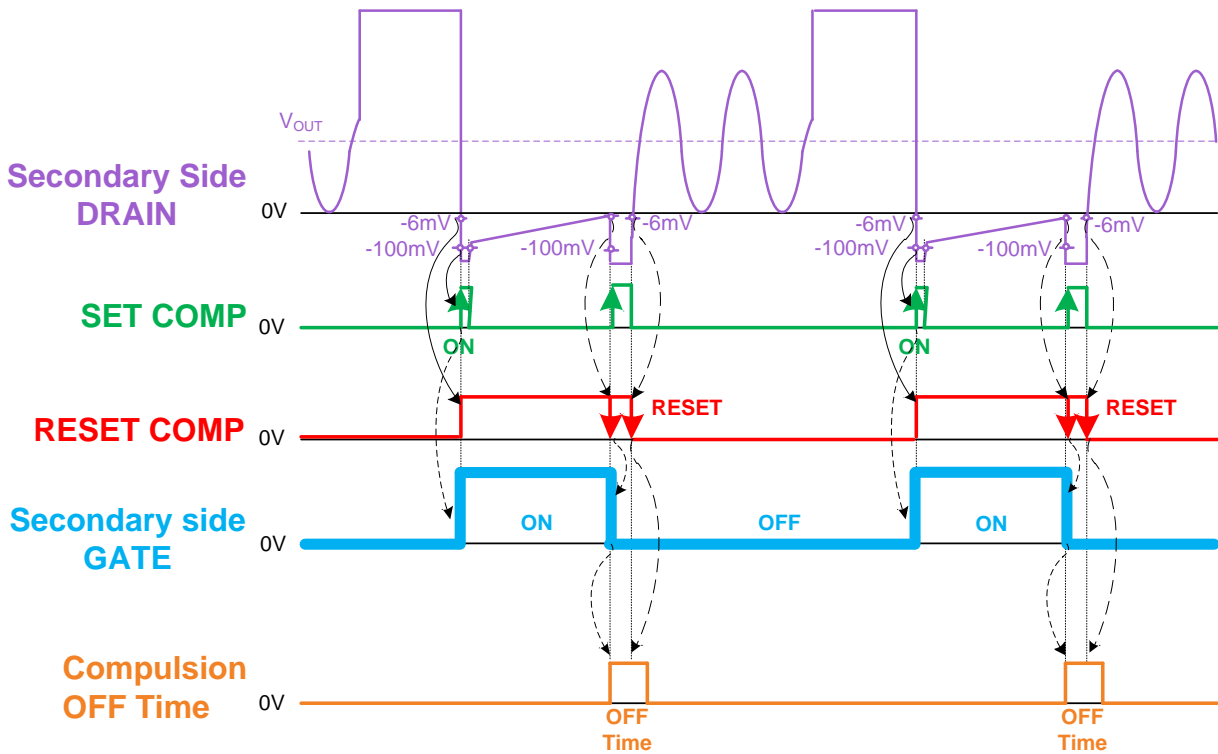 VOUT
Secondary Side
DRAIN
0V
-6mV
-6mV
-6mV
-6mV
-100mV
-100mV
-100mV
-100mV
SET COMP
0V
ON
ON
RESET COMP
0V
RESET
RESET
Secondary side
GATE
0V
ON
OFF
ON
Compulsion
OFF Time
0V
OFF
Time
OFF
Time